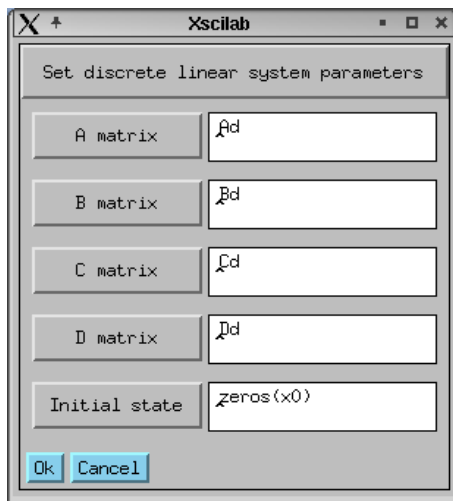 Xscilab
Set discrete linear system parameters
A matrix Ad
B matrix Bd
C matrix Cd
D matrix Dd
Initial state zeros(x0)
Ok Cancel